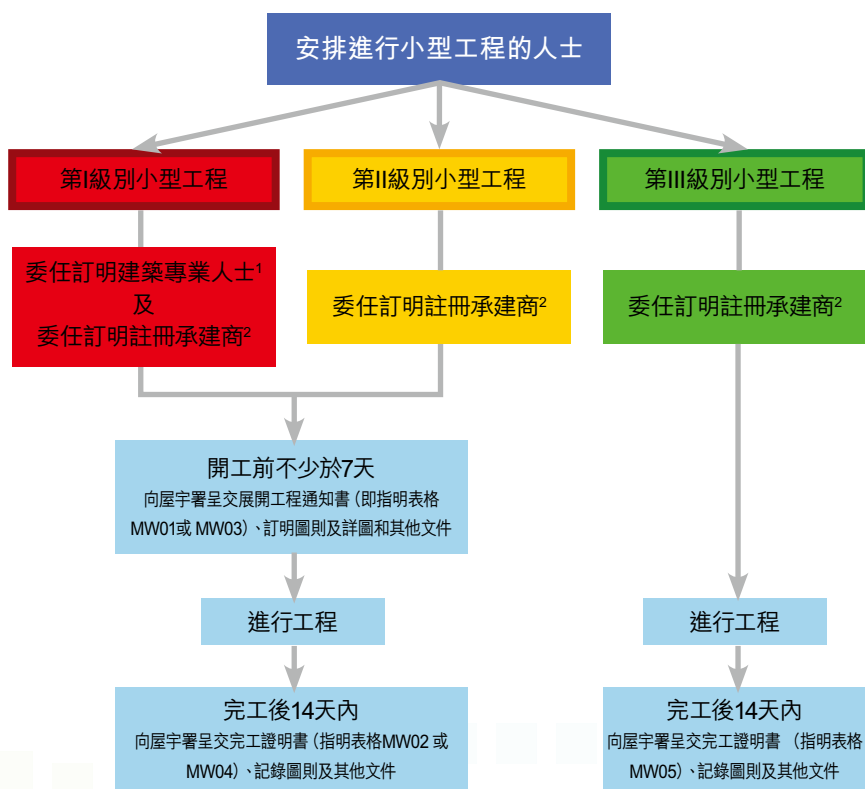 安排進行小型工程的人士
第I級別小型工程
第II級別小型工程
第III級別小型工程
委任訂明建築專業人士¹
及
委任訂明註冊承建商²
委任訂明註冊承建商²
委任訂明註冊承建商²
開工前不少於7天
向屋宇署呈交展開工程通知書（即指明表格
MW01或 MW03）、訂明圖則及詳圖和其他文件
進行工程
進行工程
完工後14天內
向屋宇署呈交完工證明書（指明表格MW02 或
MW04）、記錄圖則及其他文件
完工後14天內
向屋宇署呈交完工證明書 （指明表格
MW05）、記錄圖則及其他文件